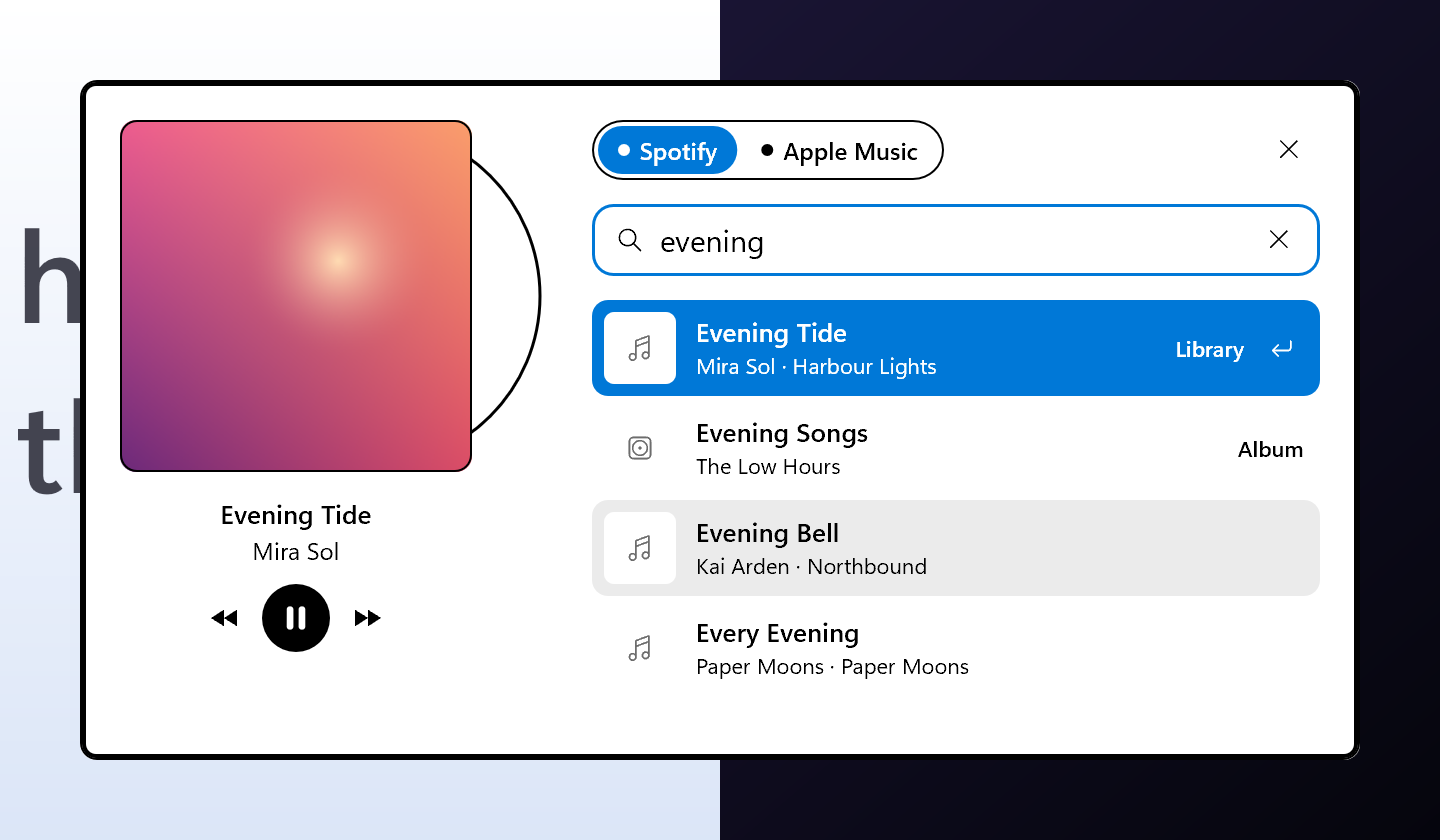 Evening Tide
Mira Sol
Spotify
Apple Music
evening
Evening Tide
Mira Sol · Harbour Lights
Library
Evening Songs
The Low Hours
Album
Evening Bell
Kai Arden · Northbound
Every Evening
Paper Moons · Paper Moons